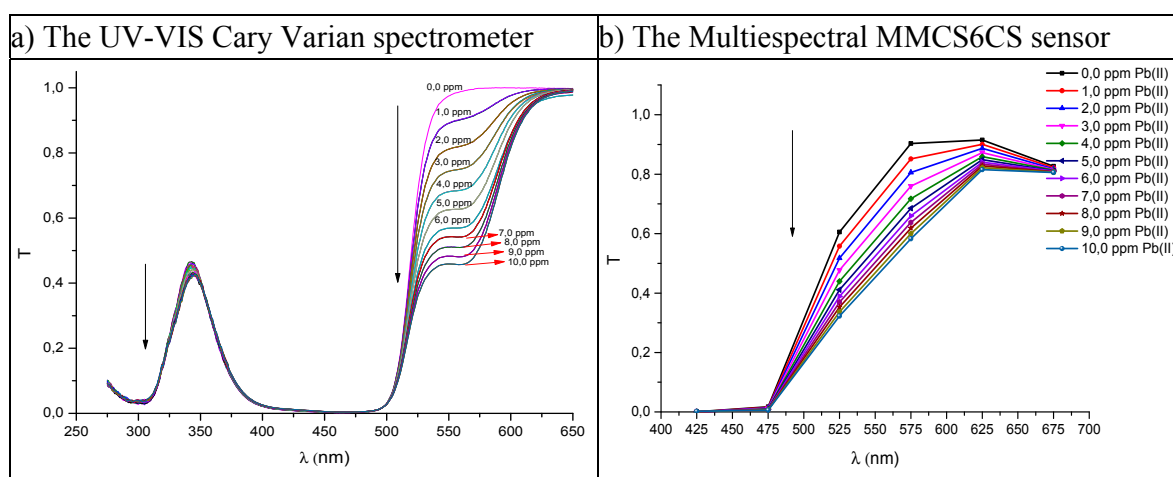 a) The UV-VIS Cary Varian spectrometer
b) The Multiespectral MMCS6CS sensor
1,0
0,8
0,6
0,4
0,2
0,0
T
250
300
350
400
450
500
550
600
650
λ (nm)
0,0 ppm
1,0 ppm
2,0 ppm
3,0 ppm
4,0 ppm
5,0 ppm
6,0 ppm
7,0 ppm
8,0 ppm
9,0 ppm
10,0 ppm
1,0
0,8
0,6
0,4
0,2
0,0
T
400
425
450
475
500
525
550
575
600
625
650
675
700
λ (nm)
0,0 ppm Pb(II)
1,0 ppm Pb(II)
2,0 ppm Pb(II)
3,0 ppm Pb(II)
4,0 ppm Pb(II)
5,0 ppm Pb(II)
6,0 ppm Pb(II)
7,0 ppm Pb(II)
8,0 ppm Pb(II)
9,0 ppm Pb(II)
10,0 ppm Pb(II)